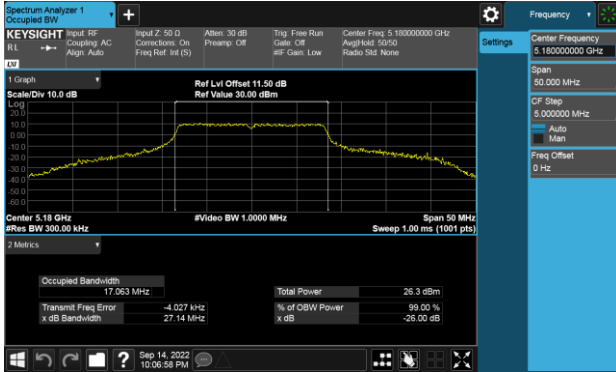 Spectrum Analyzer 1
Occupied BW
+
Frequency
KEYSIGHT
Input: RF
Coupling: AC
Align: Auto
Input Z: 50 Ω
Corrections: On
Freq Ref: Int (S)
Atten: 30 dB
Preamp: Off
Trig: Free Run
Gate: Off
#IF Gain: Low
Center Freq: 5.180000000 GHz
Avg|Hold: 50/50
Radio Std: None
RL
LXI
Settings
Center Frequency
5.180000000 GHz
Span
50.000 MHz
CF Step
5.000000 MHz
Auto
Man
Freq Offset
0 Hz
1 Graph
Scale/Div 10.0 dB
Ref Lvl Offset 11.50 dB
Ref Value 30.00 dBm
Log
20.0
10.0
0.00
-10.0
-20.0
-30.0
-40.0
-50.0
-60.0
Center 5.18 GHz
#Video BW 1.0000 MHz
Span 50 MHz
#Res BW 300.00 kHz
Sweep 1.00 ms (1001 pts)
2 Metrics
Occupied Bandwidth
17.063 MHz
Total Power 26.3 dBm
Transmit Freq Error -4.027 kHz
% of OBW Power 99.00 %
x dB Bandwidth 27.14 MHz
x dB -26.00 dB
?
Sep 14, 2022
10:06:58 PM